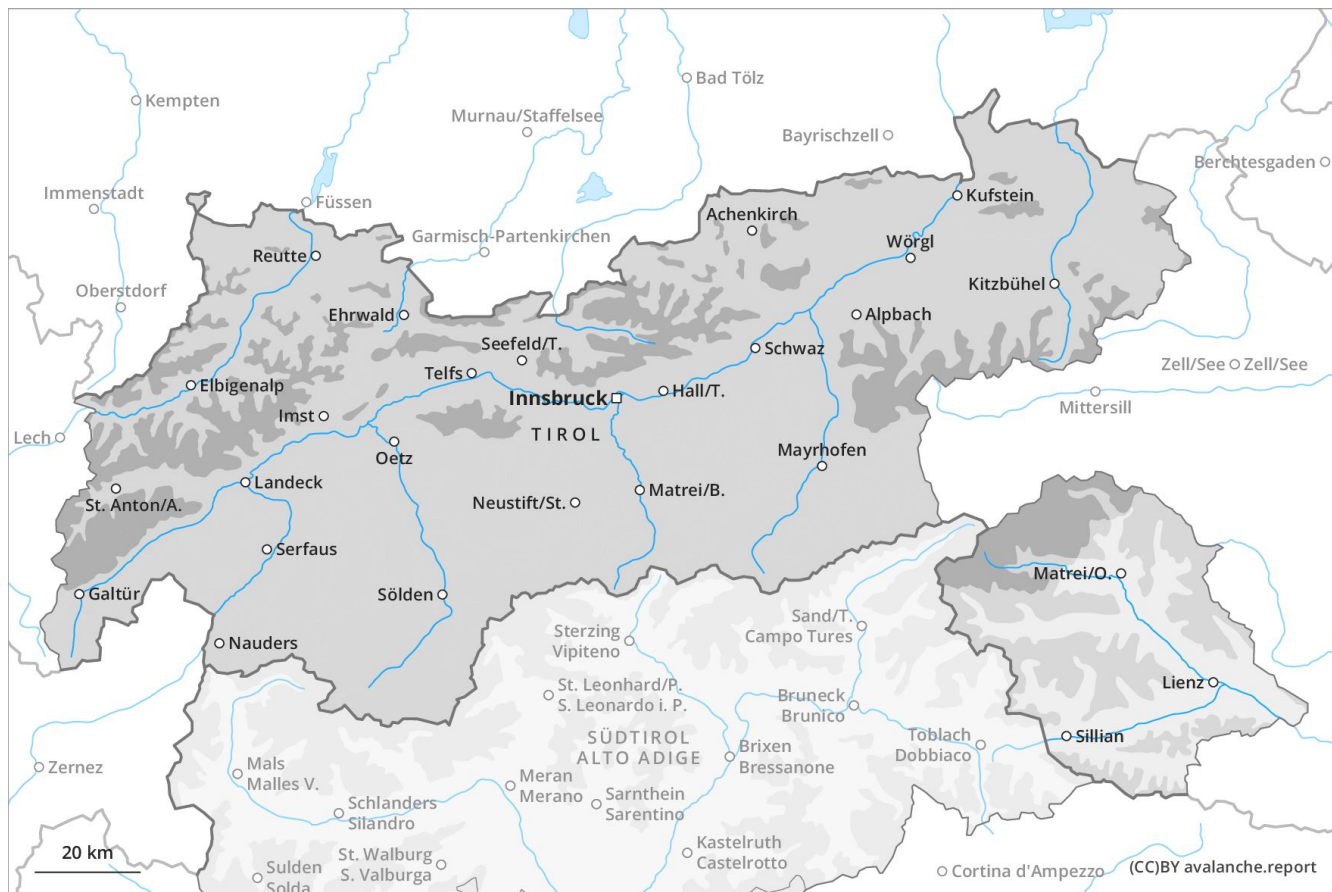 Bad Tölz
Kempten
Murnau/Staffelsee
Bayrischzell
Berchtesgaden
Immenstadt
Füssen
Kufstein
Achenkirch
Garmisch-Partenkirchen
Wörgl
Reutte
Oberstdorf
Kitzbühel
Ehrwald
Alpbach
Seefeld/T.
Schwaz
Zell/See
Zell/See
Telfs
Elbigenalp
Innsbruck
Hall/T.
Mittersill
Imst
TIROL
Lech
Oetz
Mayrhofen
Landeck
Matrei/B.
St. Anton/A.
Neustift/St.
Serfaus
Matrei/O.
Galtür
Sölden
Sand/T.
Campo Tures
Sterzing
Vipiteno
Nauders
Lienz
St. Leonhard/P.
S. Leonardo i. P.
Bruneck
Brunico
SÜDTIROL
ALTO ADIGE
Toblach
Dobbiaco
Sillian
Brixen
Bressanone
Zernez
Mals
Malles V.
Meran
Merano
Sarnthein
Sarentino
Schlanders
Silandro
Kastelruth
Castelrotto
20 km
St. Walburg
S. Valburga
Sulden
Solda
Cortina d'Ampezzo
(CC)BY avalanche.report